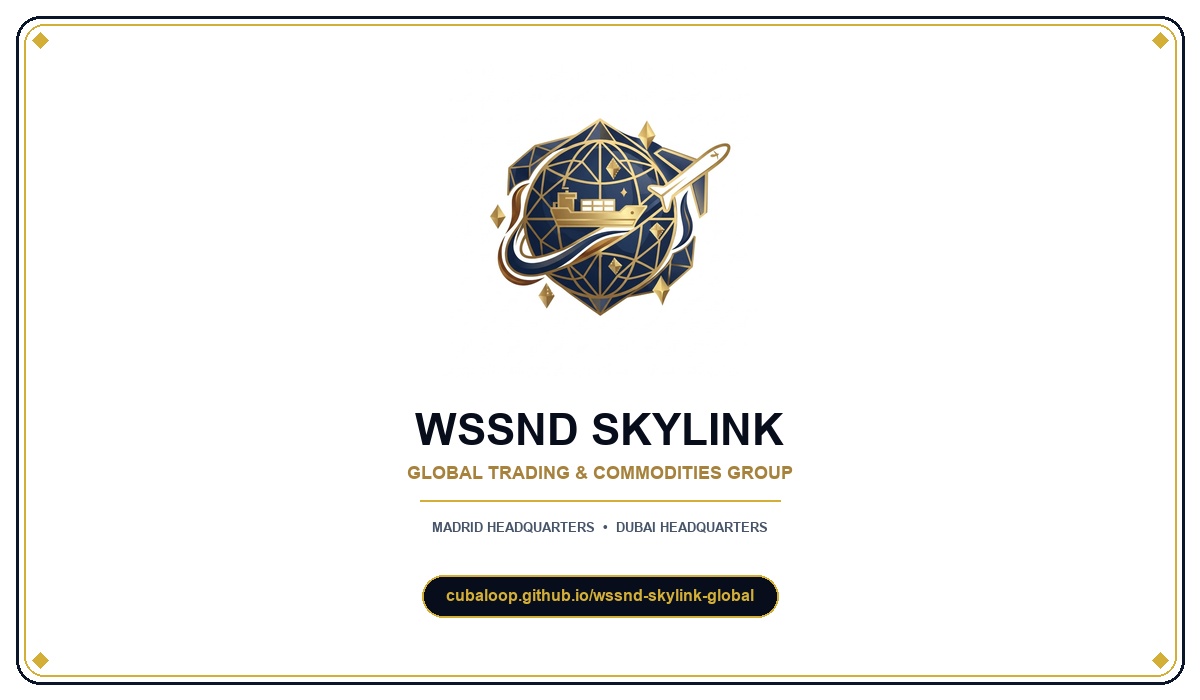 WSSND SKYLINK
GLOBAL TRADING & COMMODITIES GROUP
MADRID HEADQUARTERS • DUBAI HEADQUARTERS
cubaloop.github.io/wssnd-skylink-global